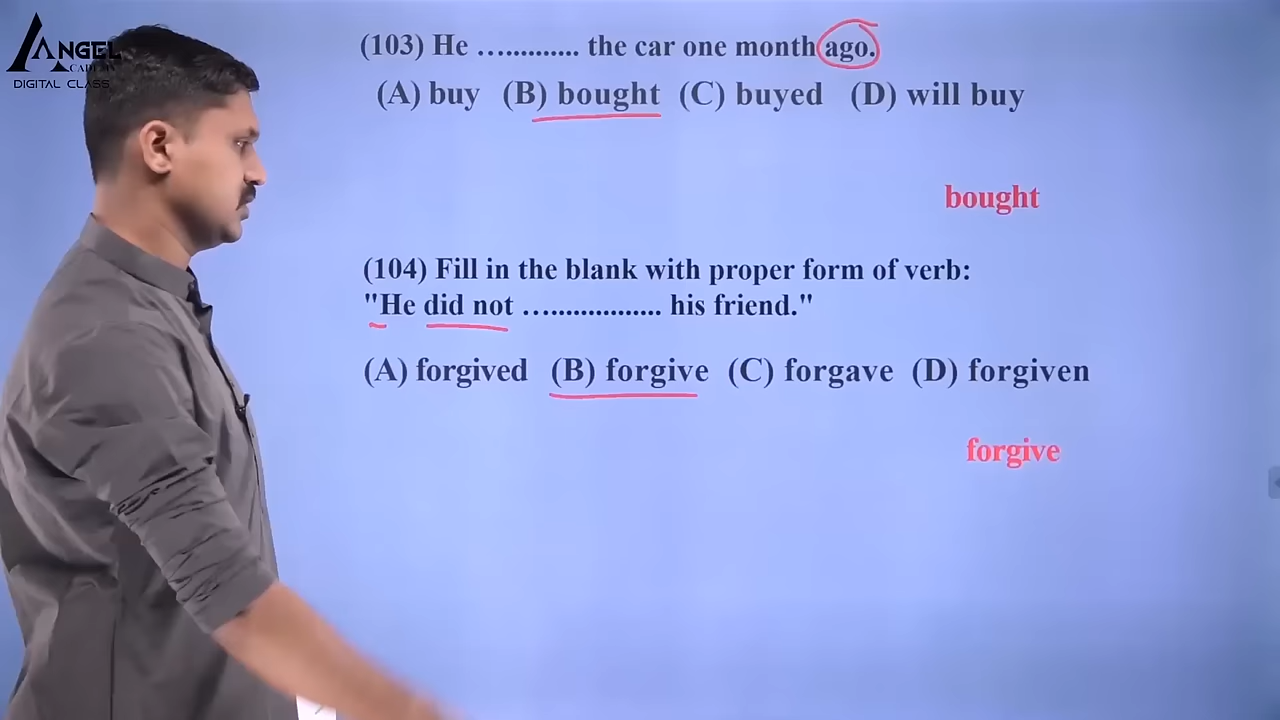 ANGEL
ACADEMY
DIGITAL CLASS
(103) He .............. the car one month ago.
(A) buy (B) bought (C) buyed (D) will buy
bought
(104) Fill in the blank with proper form of verb:
"He did not ................... his friend."
(A) forgived (B) forgive (C) forgave (D) forgiven
forgive